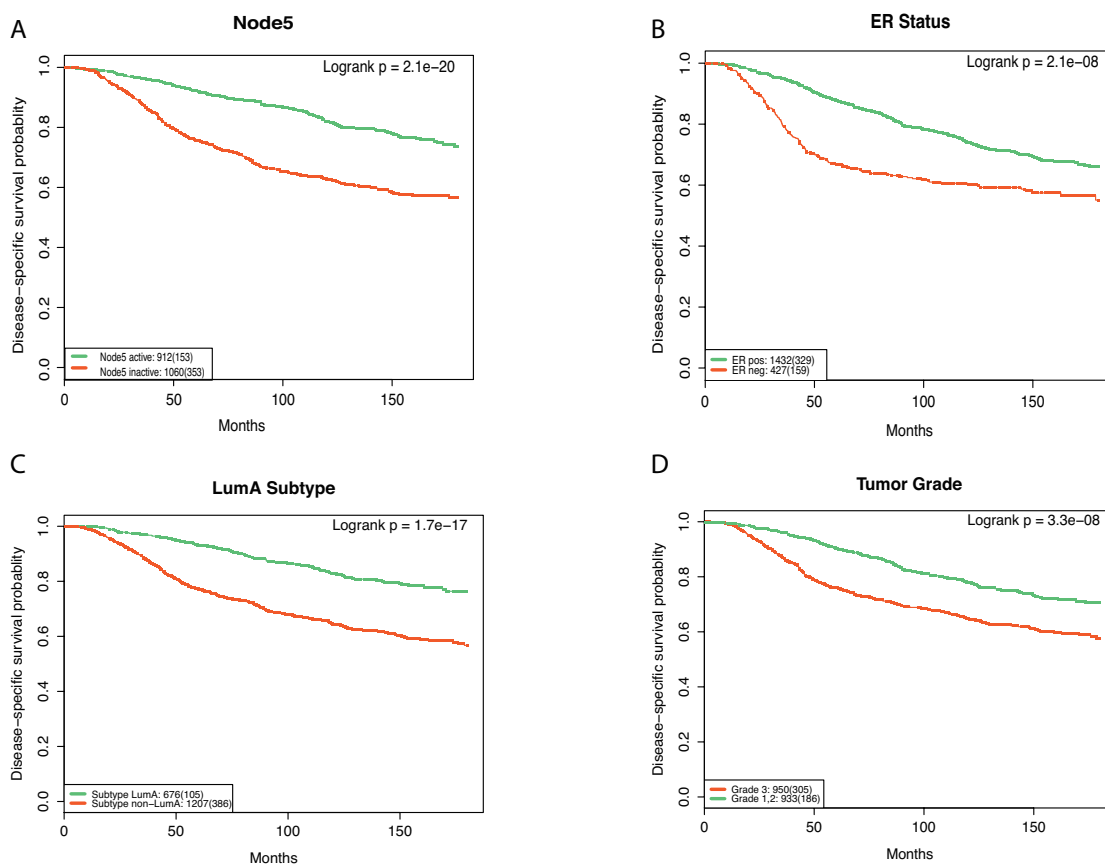 A
Node5
Logrank p = 2.1e-20
Disease-specific survival probablity
1.0
0.8
0.6
0.4
0.2
0.0
Node5 active: 912(153)
Node5 inactive: 1060(353)
0
50
100
150
Months
B
ER Status
Logrank p = 2.1e-08
Disease-specific survival probablity
1.0
0.8
0.6
0.4
0.2
0.0
ER pos: 1432(329)
ER neg: 427(159)
0
50
100
150
Months
C
LumA Subtype
Logrank p = 1.7e-17
Disease-specific survival probablity
1.0
0.8
0.6
0.4
0.2
0.0
Subtype LumA: 676(105)
Subtype non-LumA: 1207(386)
0
50
100
150
Months
D
Tumor Grade
Logrank p = 3.3e-08
Disease-specific survival probablity
1.0
0.8
0.6
0.4
0.2
0.0
Grade 3: 950(305)
Grade 1,2: 933(186)
0
50
100
150
Months